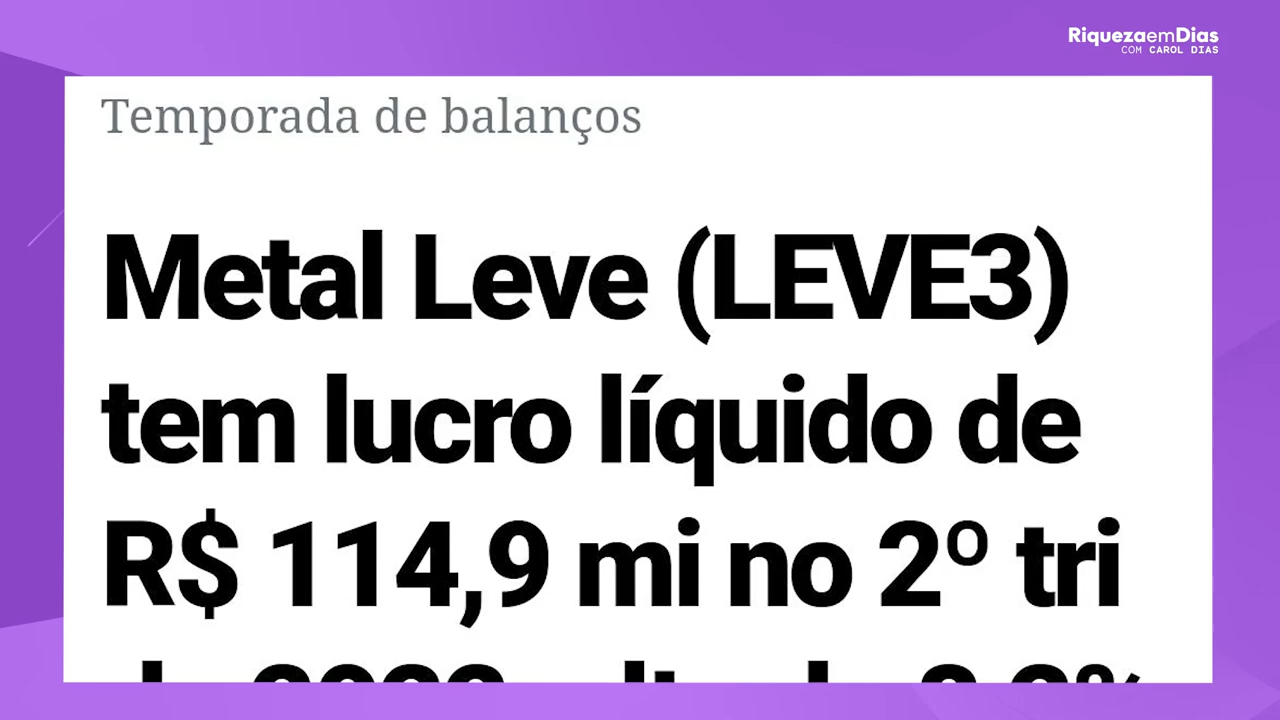 RiquezaemDias
COM CAROL DIAS
Temporada de balanços
Metal Leve (LEVE3)
tem lucro líquido de
R$ 114,9 mi no 2º tri